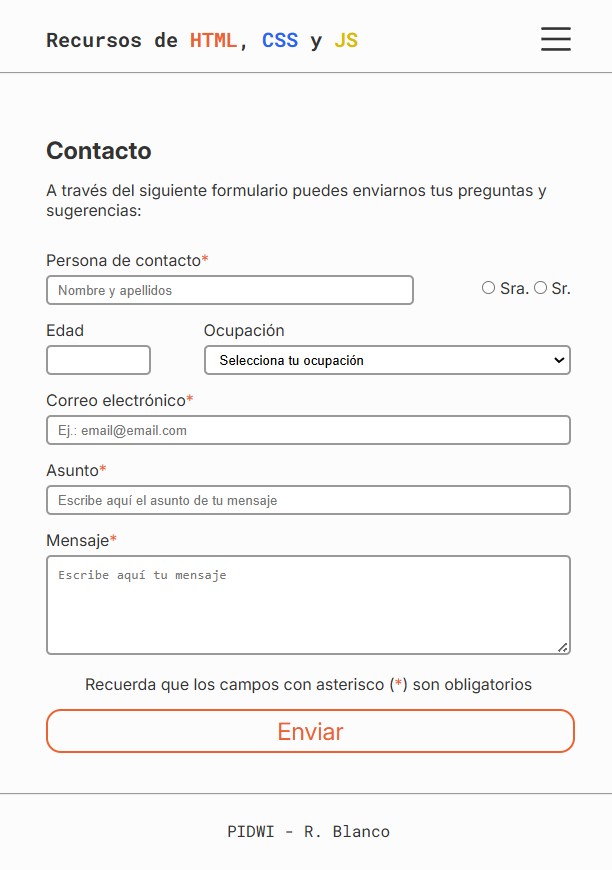 Recursos de HTML, CSS y JS
Contacto
A través del siguiente formulario puedes enviarnos tus preguntas y
sugerencias:
Persona de contacto*
Nombre y apellidos
Sra. Sr.
Edad
Ocupación
Selecciona tu ocupación
Correo electrónico*
Ej.: email@email.com
Asunto*
Escribe aquí el asunto de tu mensaje
Mensaje*
Escribe aquí tu mensaje
Recuerda que los campos con asterisco (*) son obligatorios
Enviar
PIDWI - R. Blanco